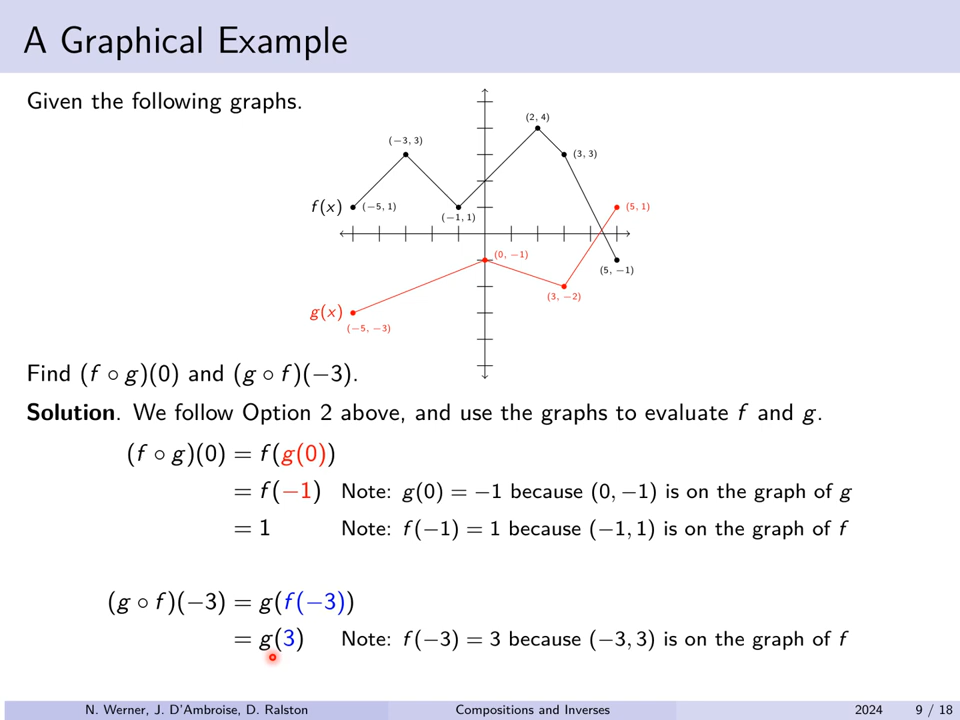 A Graphical Example
Given the following graphs.
(2, 4)
(−3, 3)
(3, 3)
f(x)
(−5, 1)
(−1, 1)
(5, 1)
(0, −1)
(5, −1)
(3, −2)
g(x)
(−5, −3)
Find (f ∘ g)(0) and (g ∘ f)(−3).
Solution. We follow Option 2 above, and use the graphs to evaluate f and g.
(f ∘ g)(0) = f(g(0))
= f(−1) Note: g(0) = −1 because (0, −1) is on the graph of g
= 1 Note: f(−1) = 1 because (−1, 1) is on the graph of f
(g ∘ f)(−3) = g(f(−3))
= g(3) Note: f(−3) = 3 because (−3, 3) is on the graph of f
N. Werner, J. D'Ambroise, D. Ralston Compositions and Inverses 2024 9 / 18